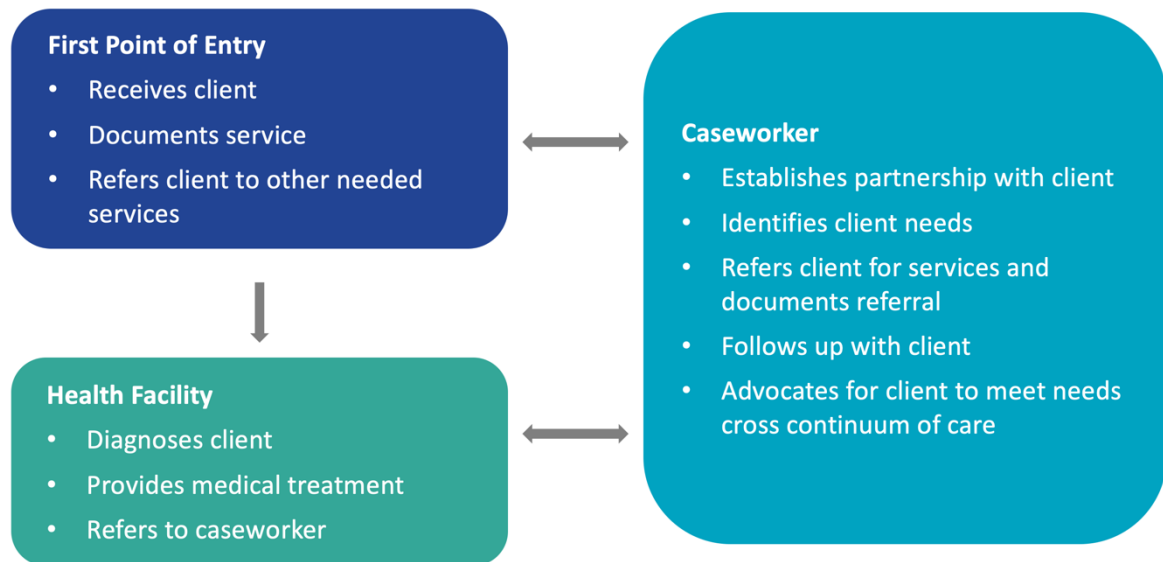 First Point of Entry
• Receives client
• Documents service
• Refers client to other needed
services
Health Facility
• Diagnoses client
• Provides medical treatment
• Refers to caseworker
Caseworker
• Establishes partnership with client
• Identifies client needs
• Refers client for services and
documents referral
• Follows up with client
• Advocates for client to meet needs
cross continuum of care